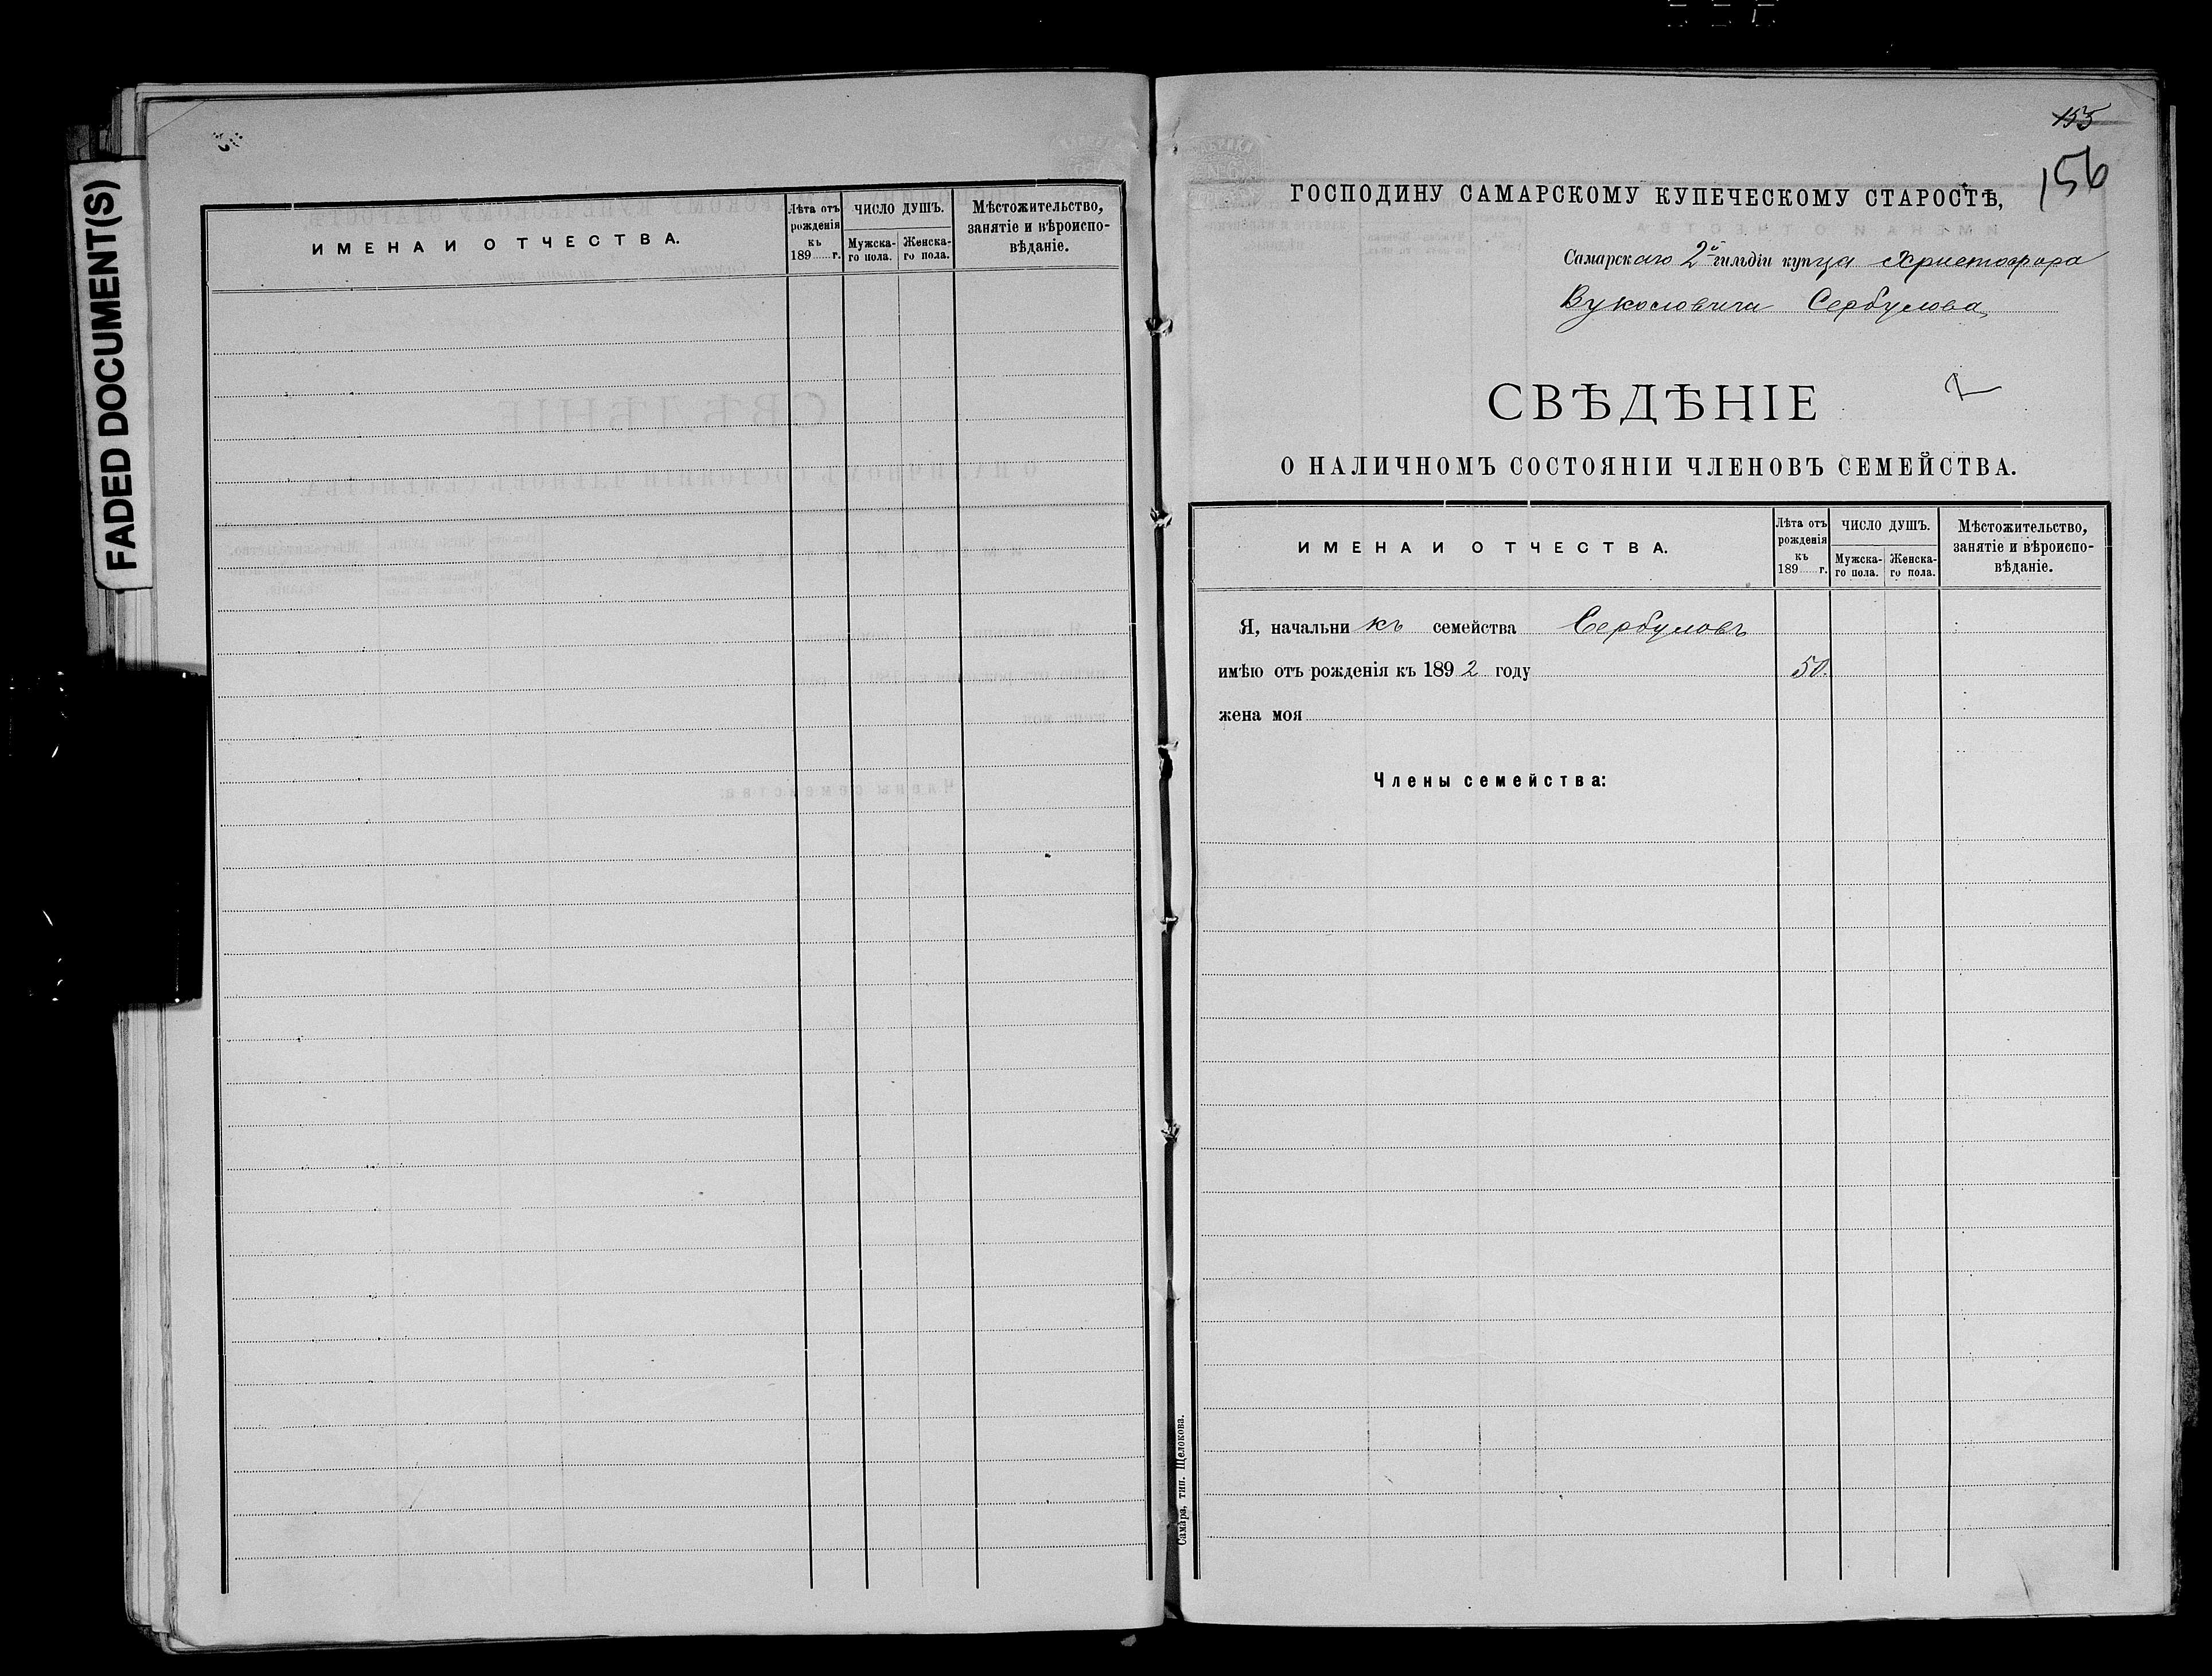 FADED DOCUMENT(S)
ИМЕНА И ОТЧЕСТВА.
Лѣта отъ рожденія къ 189 г.
ЧИСЛО ДУШЪ.
Мужска-го пола.
Женска-го пола.
Мѣстожительство, занятіе и вѣроиспо-вѣданіе.
155
156
ГОСПОДИНУ САМАРСКОМУ КУПЕЧЕСКОМУ СТАРОСТѢ,
Самарскаго 2й гильдіи купца Христофора
Вуколовича Сербулова,
СВѢДѢНІЕ
О НАЛИЧНОМЪ СОСТОЯНІИ ЧЛЕНОВЪ СЕМЕЙСТВА.
ИМЕНА И ОТЧЕСТВА.
Лѣта отъ рожденія къ 189 г.
ЧИСЛО ДУШЪ.
Мужска-го пола.
Женска-го пола.
Мѣстожительство, занятіе и вѣроиспо-вѣданіе.
Я, начальникъ семейства Сербуловъ
имѣю отъ рожденія къ 1892 году 50.
жена моя
Члены семейства:
Самара, тип. Щелокова.